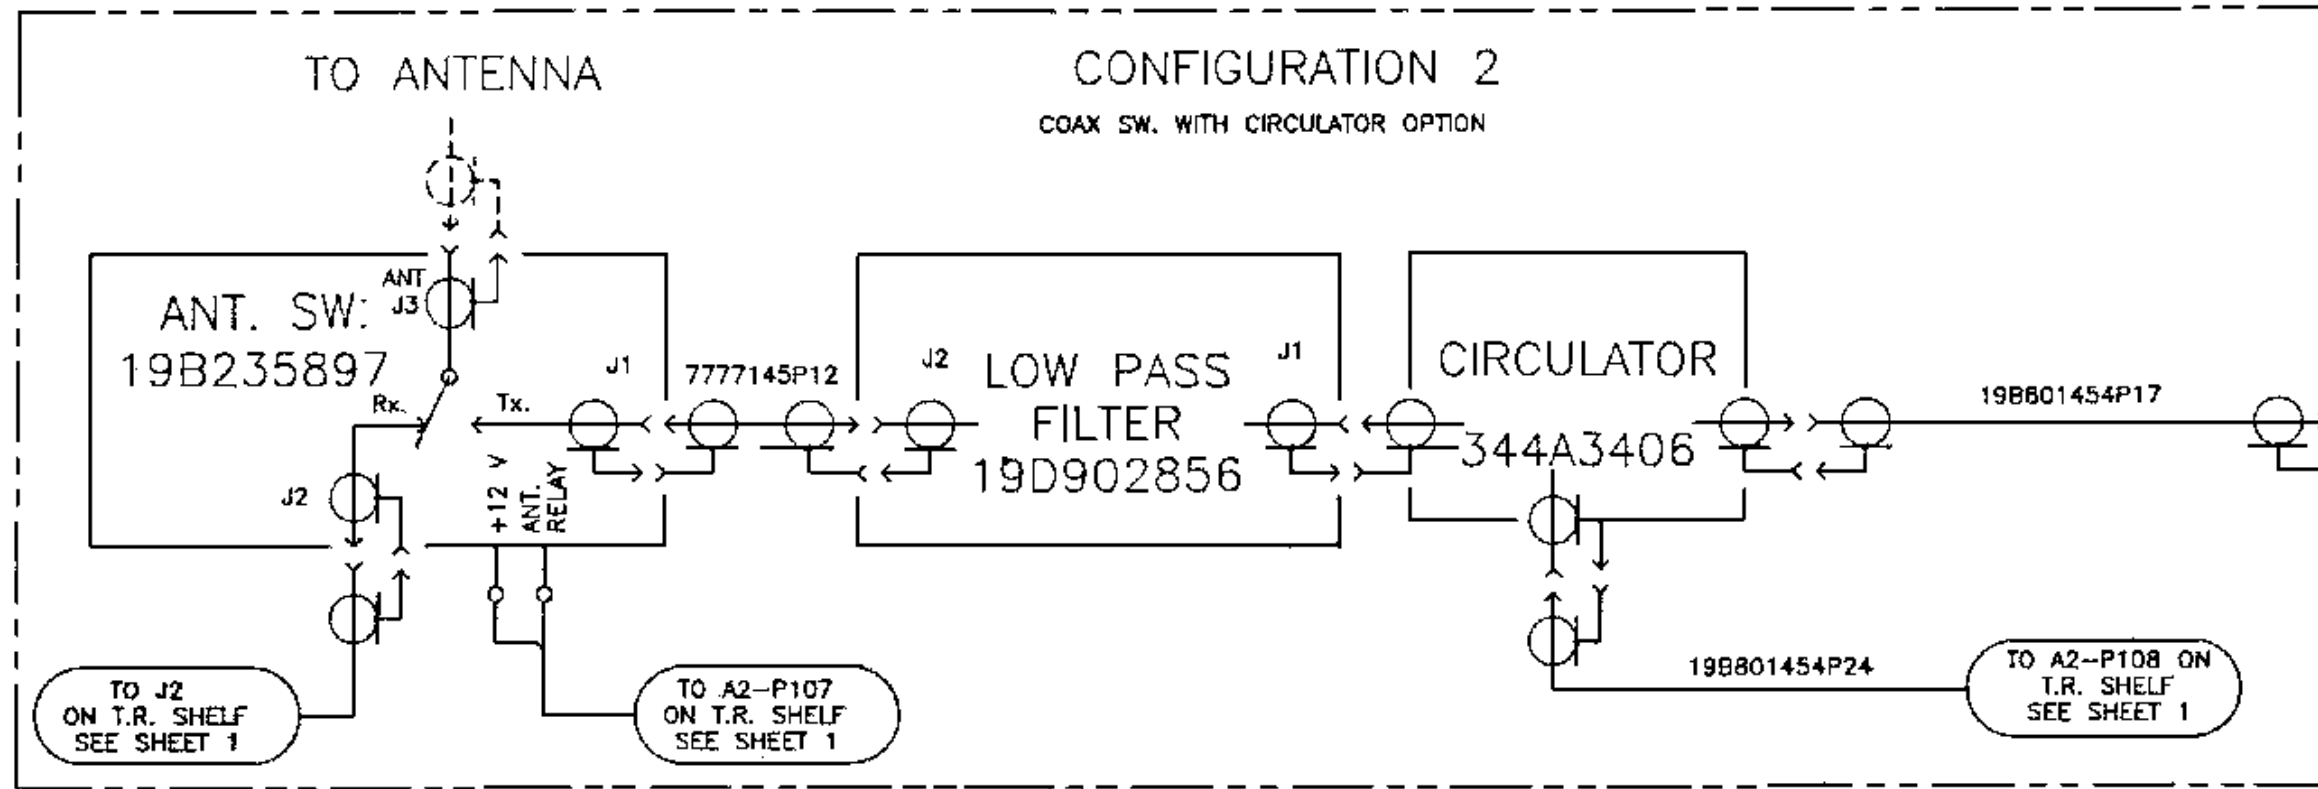 TO ANTENNA
CONFIGURATION 2
COAX SW. WITH CIRCULATOR OPTION
ANT
J3
ANT. SW:
19B235897
Rx.
Tx.
J1
7777145P12
J2
LOW PASS
FILTER
19D902856
J1
CIRCULATOR
344A3406
19B801454P17
J2
+12 V
ANT.
RELAY
TO J2
ON T.R. SHELF
SEE SHEET 1
TO A2-P107
ON T.R. SHELF
SEE SHEET 1
19B801454P24
TO A2-P108 ON
T.R. SHELF
SEE SHEET 1